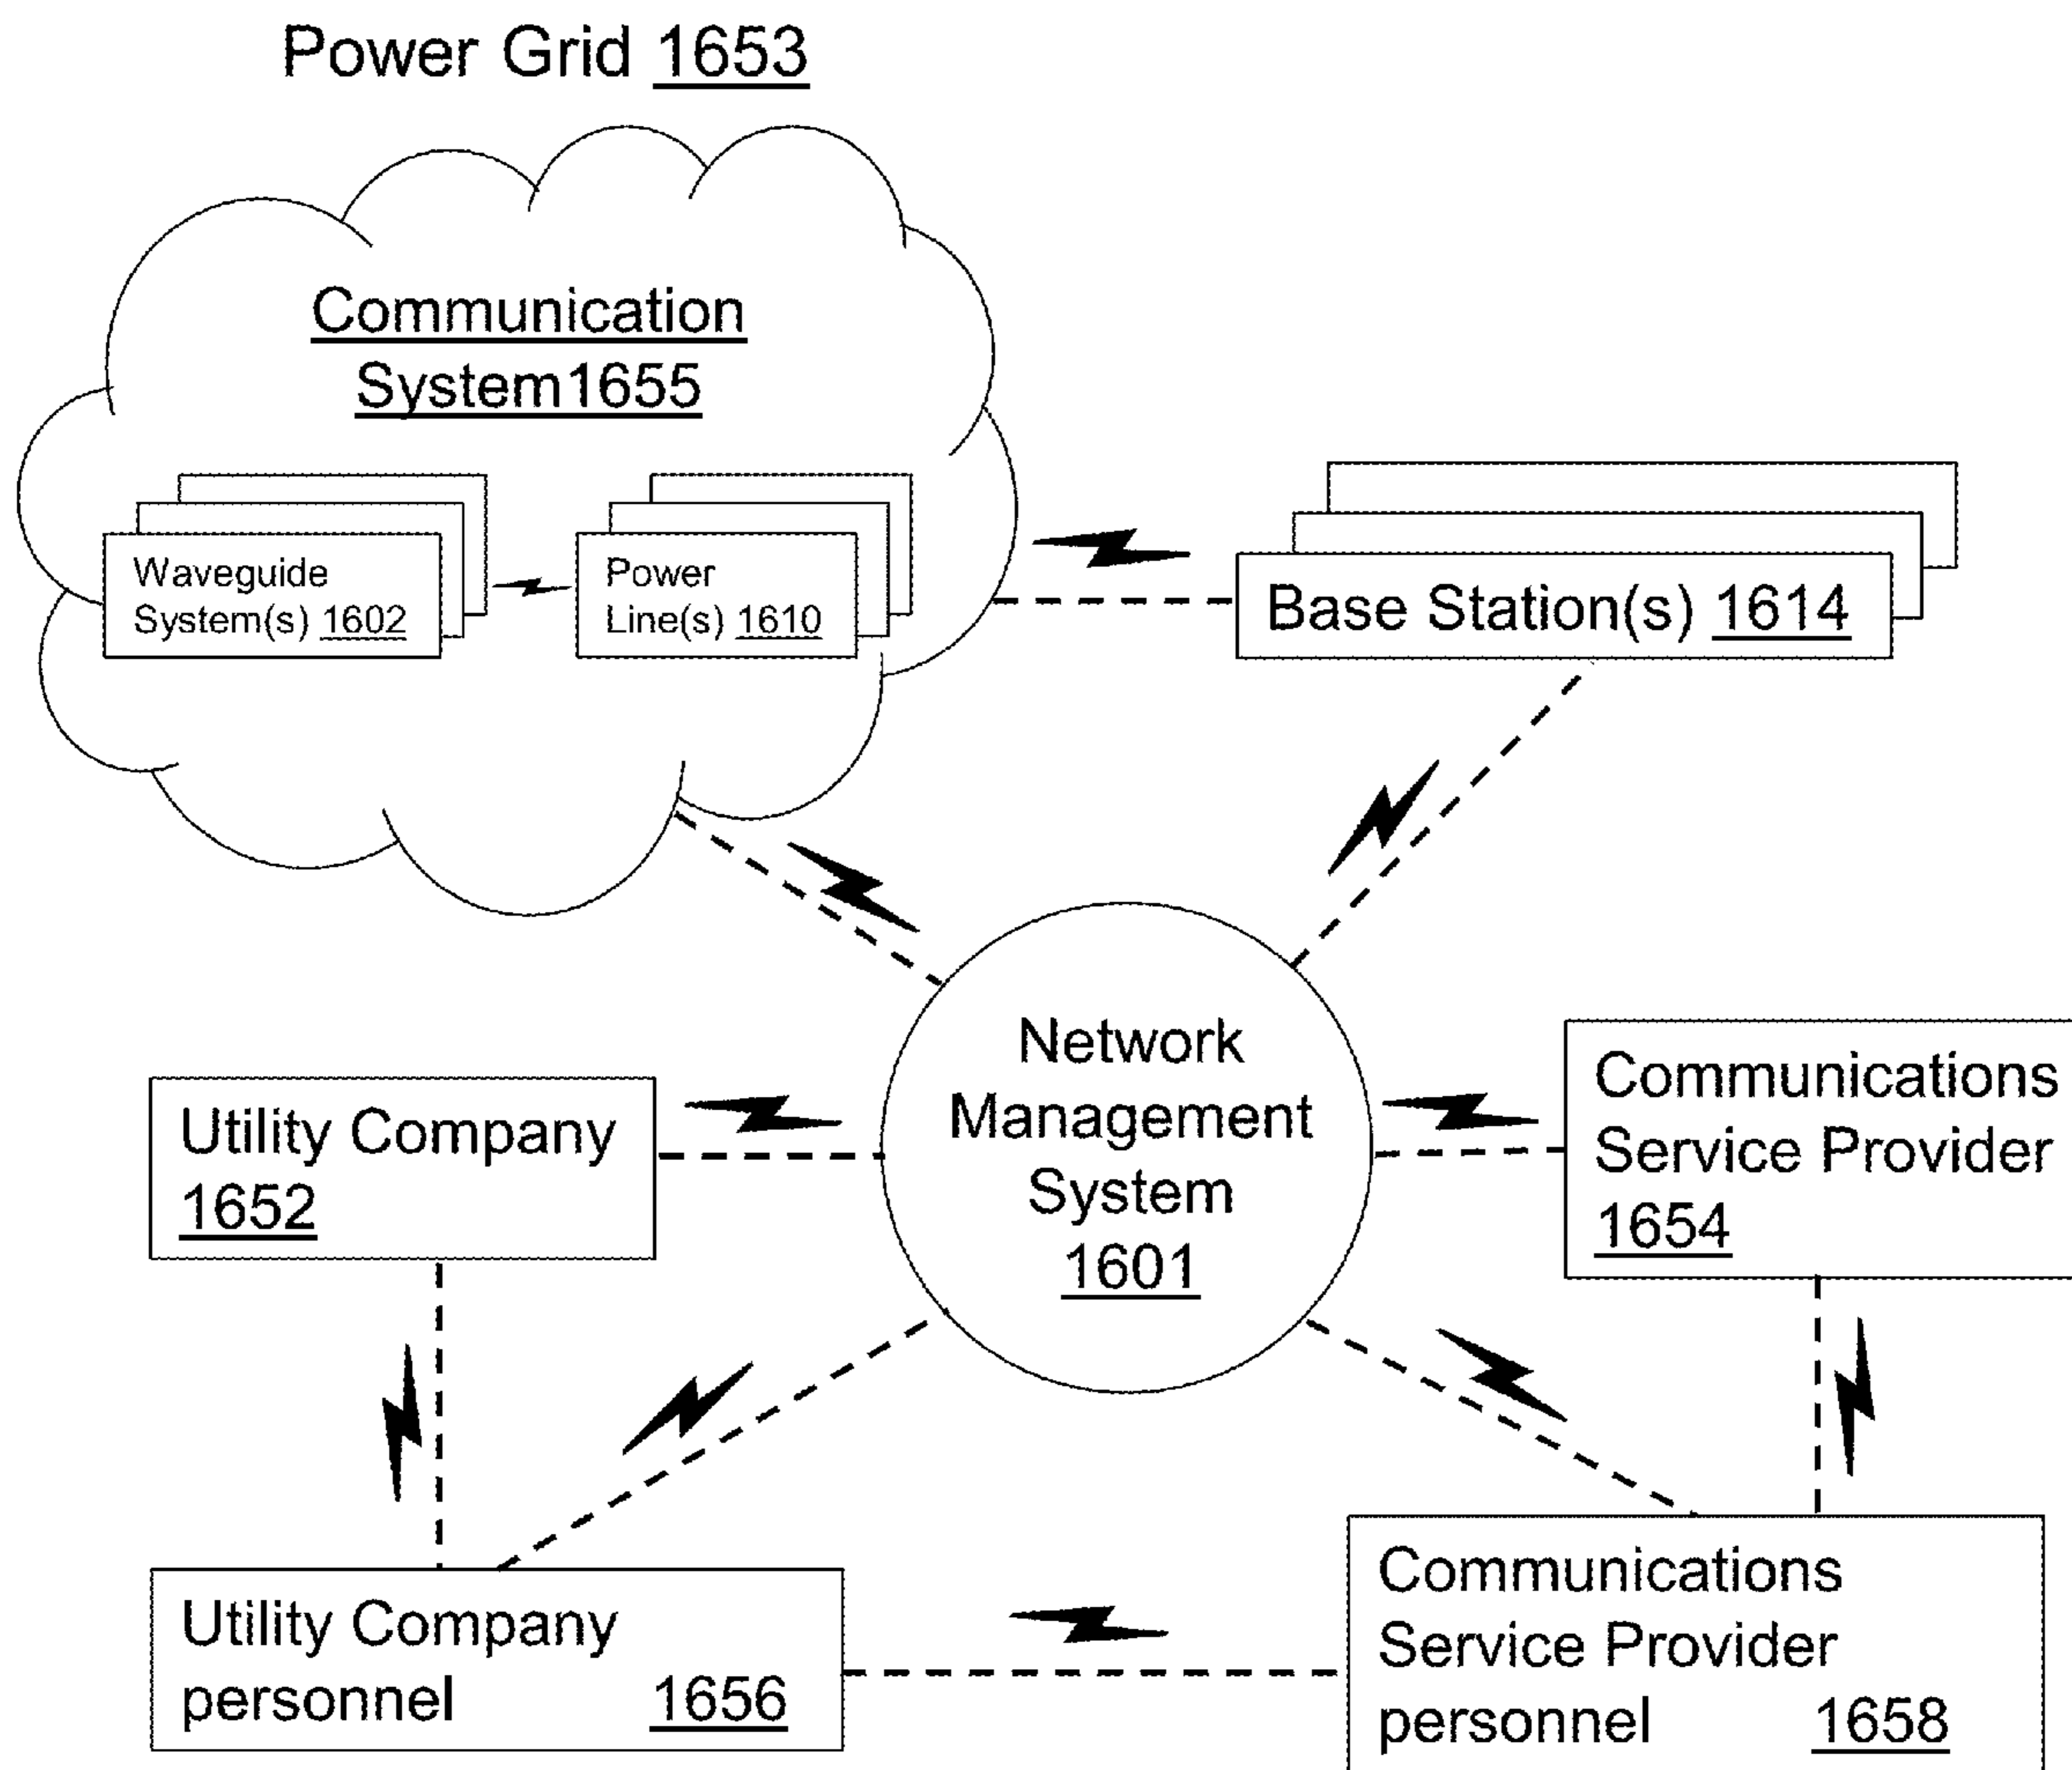 Power Grid 1653
Communication
System1655
Waveguide
System(s) 1602
Power
Line(s) 1610
Base Station(s) 1614
Network
Management
System
1601
Utility Company
1652
Communications
Service Provider
1654
Utility Company
personnel 1656
Communications
Service Provider
personnel 1658